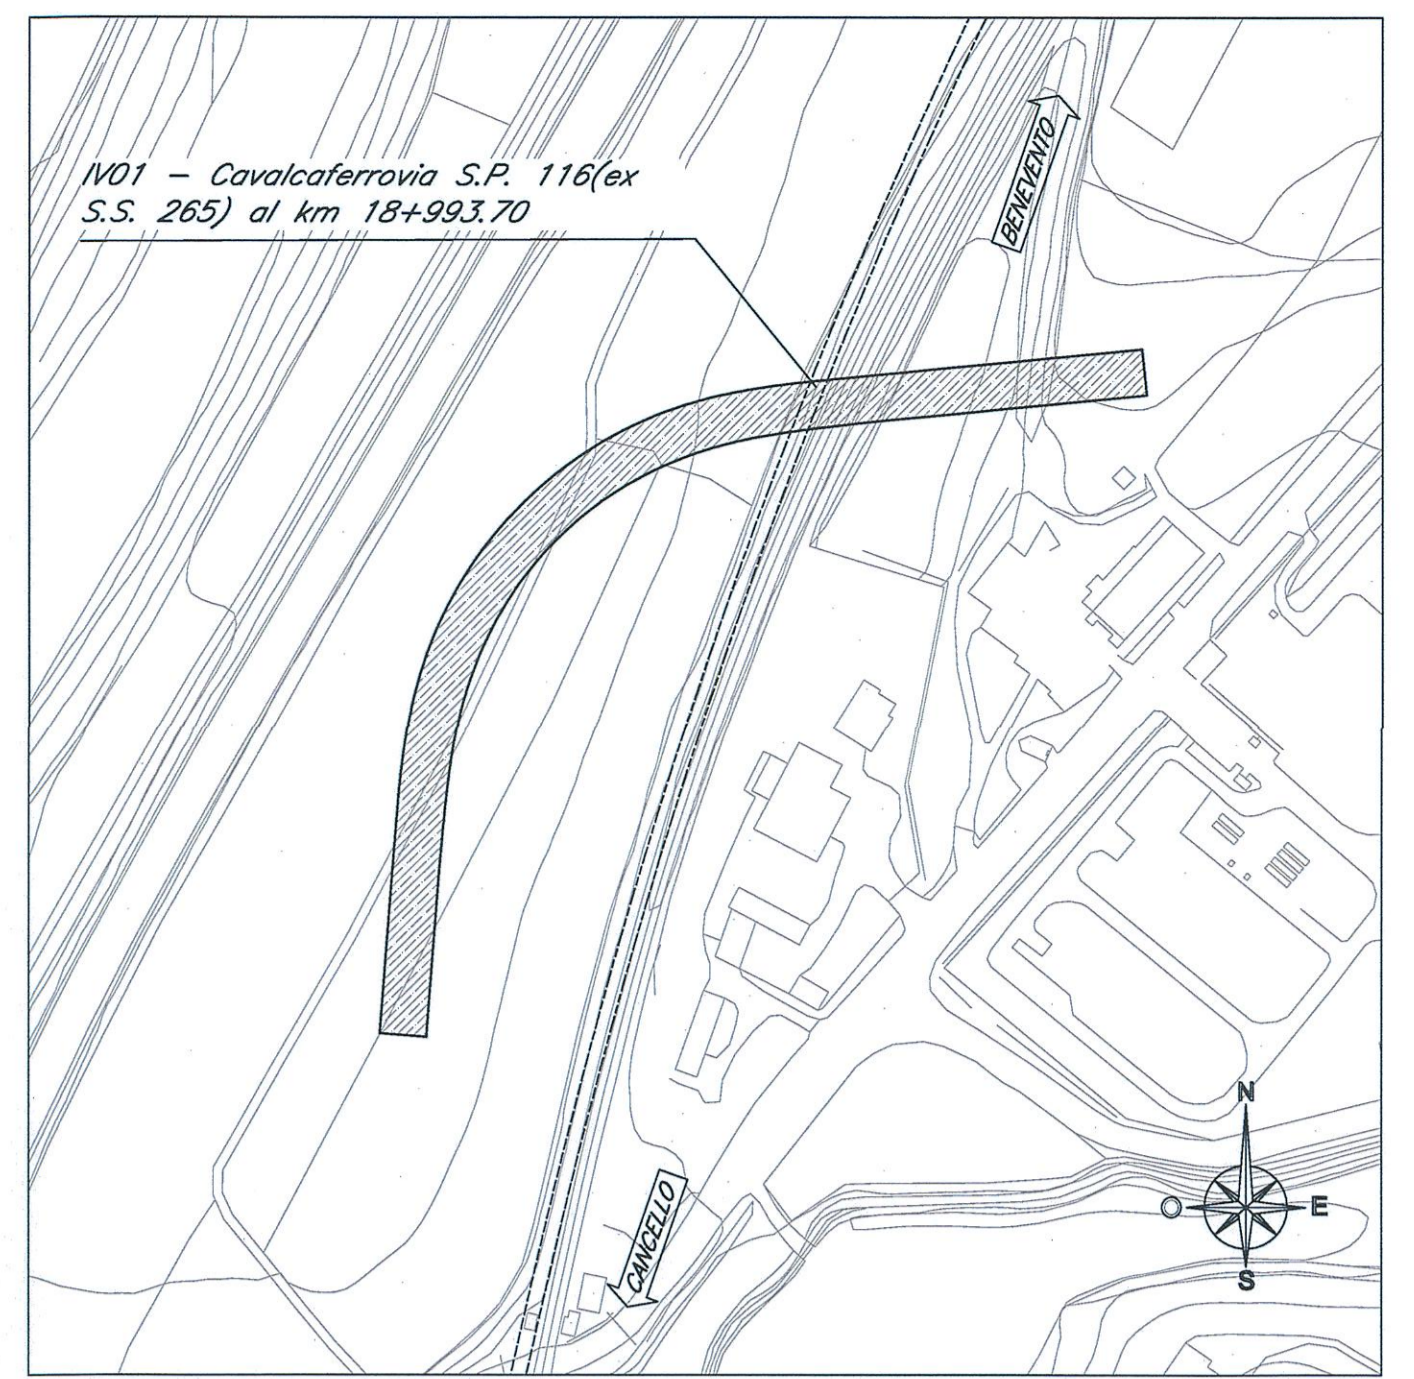 IV01 – Cavalcaferrovia S.P. 116(ex
S.S. 265) al km 18+993.70
BENEVENTO
CANCELLO
N
O
E
S